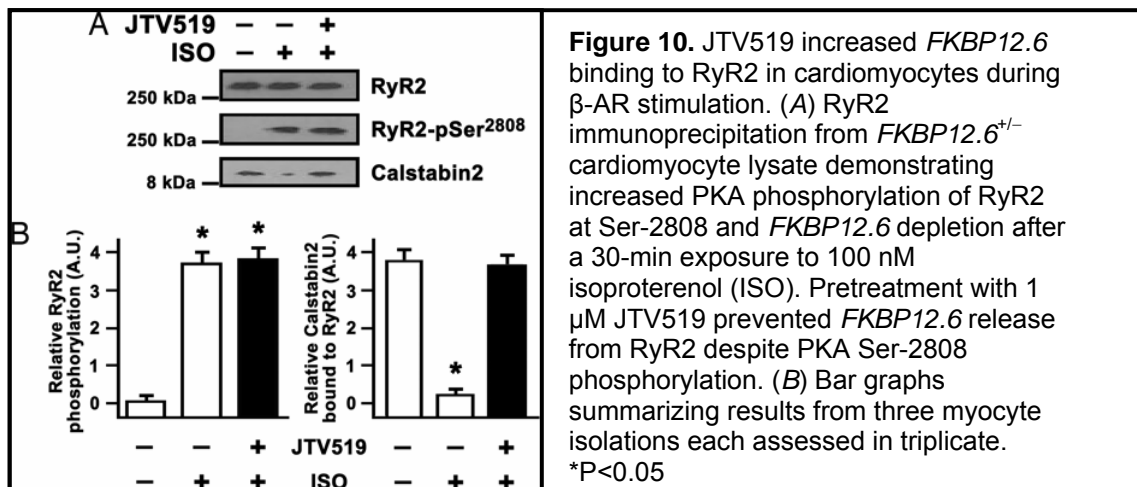 A JTV519 – – +
ISO – + +
250 kDa RyR2
250 kDa RyR2-pSer²⁸⁰⁸
8 kDa Calstabin2
B
Relative RyR2
phosphorylation (A.U.)
4
3
2
1
0
*
*
Relative Calstabin2
bound to RyR2 (A.U.)
4
3
2
1
0
*
– – + JTV519 – – +
– + + ISO – + +
Figure 10. JTV519 increased FKBP12.6
binding to RyR2 in cardiomyocytes during
β-AR stimulation. (A) RyR2
immunoprecipitation from FKBP12.6⁺/⁻
cardiomyocyte lysate demonstrating
increased PKA phosphorylation of RyR2
at Ser-2808 and FKBP12.6 depletion after
a 30-min exposure to 100 nM
isoproterenol (ISO). Pretreatment with 1
µM JTV519 prevented FKBP12.6 release
from RyR2 despite PKA Ser-2808
phosphorylation. (B) Bar graphs
summarizing results from three myocyte
isolations each assessed in triplicate.
*P<0.05